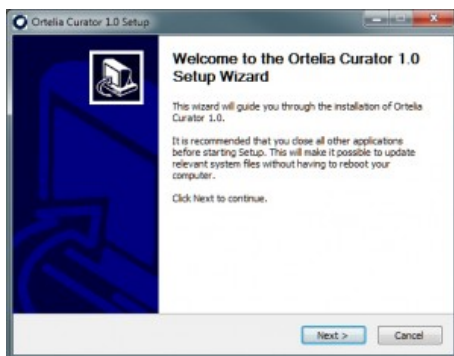 Ortelia Curator 1.0 Setup
Welcome to the Ortelia Curator 1.0
Setup Wizard
This wizard will guide you through the installation of Ortelia
Curator 1.0.
It is recommended that you close all other applications
before starting Setup. This will make it possible to update
relevant system files without having to reboot your
computer.
Click Next to continue.
Next >
Cancel